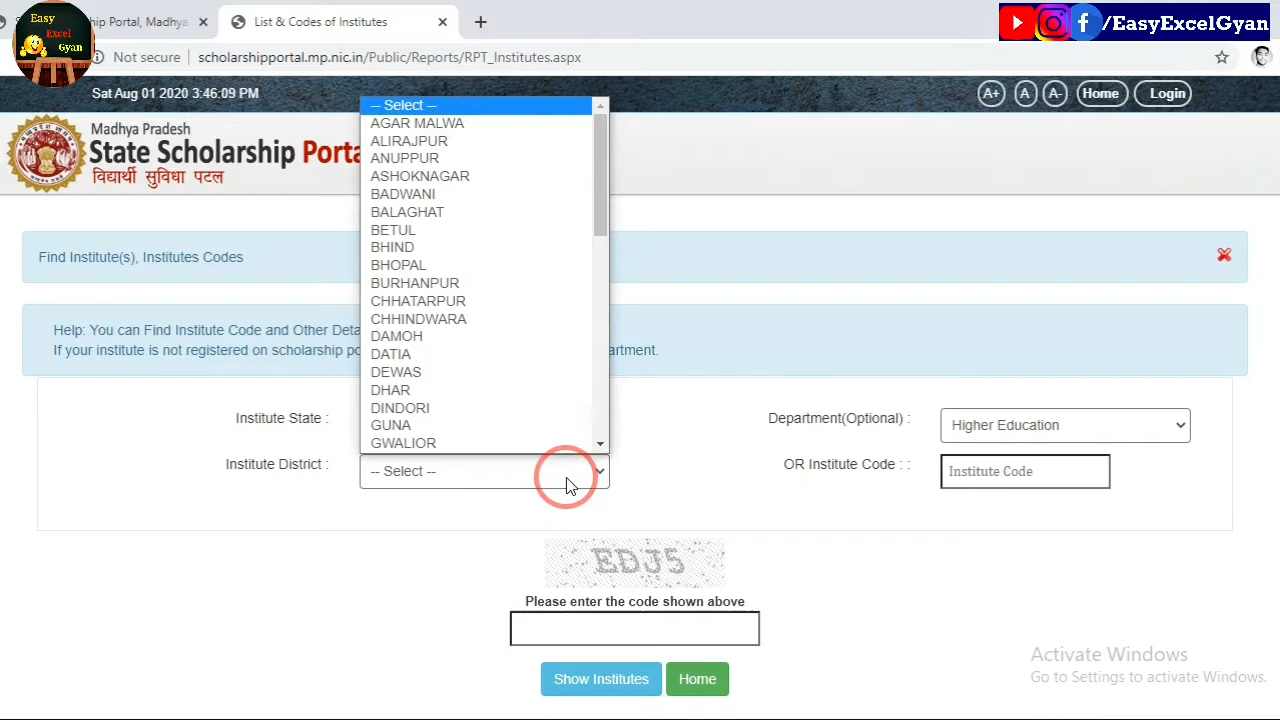 Easy
Excel
Gyan
ship Portal, Madhya
List & Codes of Institutes
/EasyExcelGyan
Not secure
scholarshipportal.mp.nic.in/Public/Reports/RPT_Institutes.aspx
Sat Aug 01 2020 3:46:09 PM
A+
A
A-
Home
Login
Madhya Pradesh
State Scholarship Porta
विद्यार्थी सुविधा पटल
-- Select --
AGAR MALWA
ALIRAJPUR
ANUPPUR
ASHOKNAGAR
BADWANI
BALAGHAT
BETUL
BHIND
BHOPAL
BURHANPUR
CHHATARPUR
CHHINDWARA
DAMOH
DATIA
DEWAS
DHAR
DINDORI
GUNA
GWALIOR
Find Institute(s), Institutes Codes
Help: You can Find Institute Code and Other Deta
If your institute is not registered on scholarship po
artment.
Institute State :
Department(Optional) :
Higher Education
Institute District :
-- Select --
OR Institute Code : :
Institute Code
EDJ5
Please enter the code shown above
Show Institutes
Home
Activate Windows
Go to Settings to activate Windows.